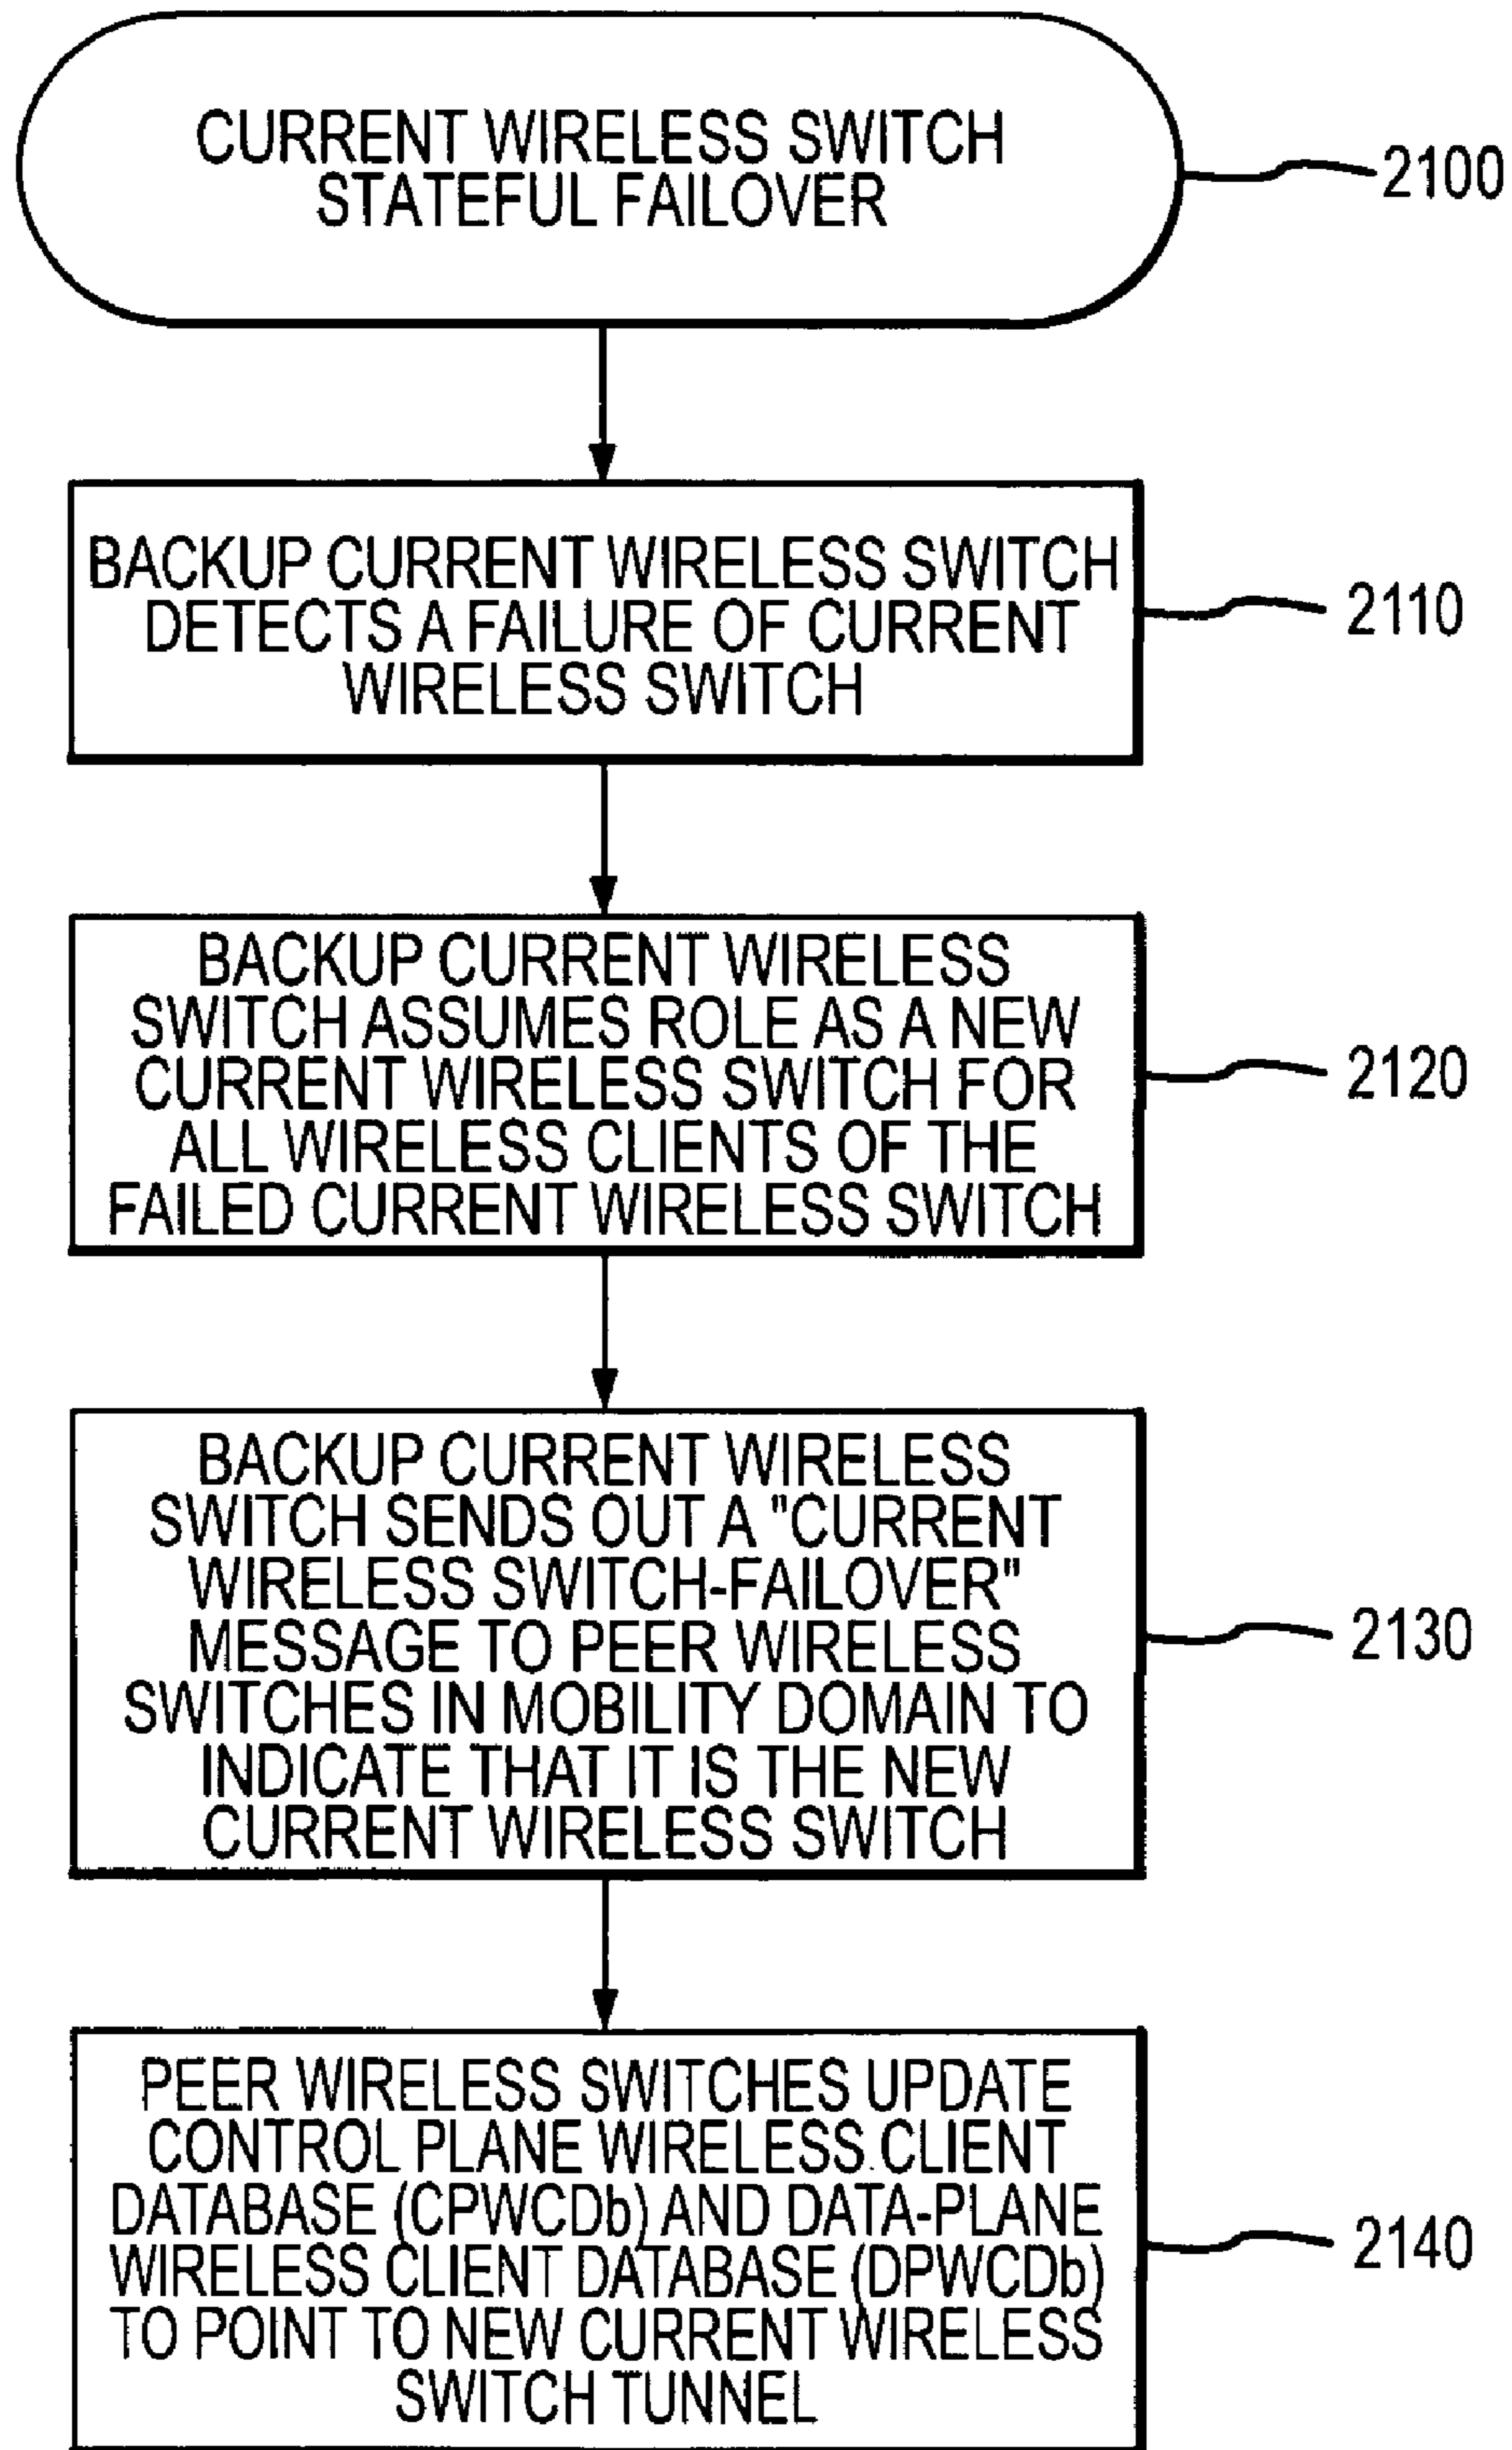 CURRENT WIRELESS SWITCH
STATEFUL FAILOVER
2100
BACKUP CURRENT WIRELESS SWITCH
DETECTS A FAILURE OF CURRENT
WIRELESS SWITCH
2110
BACKUP CURRENT WIRELESS
SWITCH ASSUMES ROLE AS A NEW
CURRENT WIRELESS SWITCH FOR
ALL WIRELESS CLIENTS OF THE
FAILED CURRENT WIRELESS SWITCH
2120
BACKUP CURRENT WIRELESS
SWITCH SENDS OUT A "CURRENT
WIRELESS SWITCH-FAILOVER"
MESSAGE TO PEER WIRELESS
SWITCHES IN MOBILITY DOMAIN TO
INDICATE THAT IT IS THE NEW
CURRENT WIRELESS SWITCH
2130
PEER WIRELESS SWITCHES UPDATE
CONTROL PLANE WIRELESS CLIENT
DATABASE (CPWCDb) AND DATA-PLANE
WIRELESS CLIENT DATABASE (DPWCDb)
TO POINT TO NEW CURRENT WIRELESS
SWITCH TUNNEL
2140